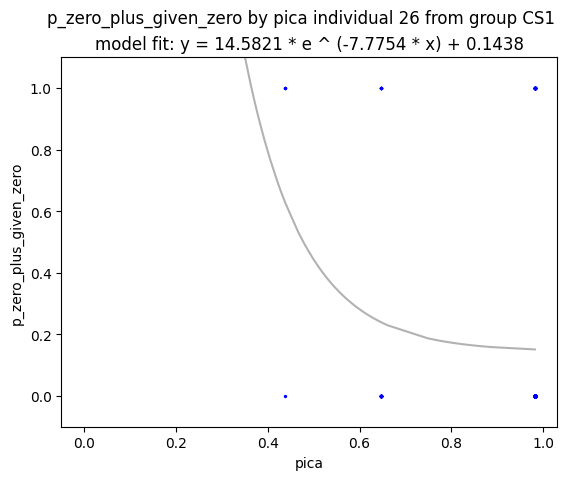 p_zero_plus_given_zero by pica individual 26 from group CS1
model fit: y = 14.5821 * e ^ (-7.7754 * x) + 0.1438
1.0
0.8
0.6
0.4
0.2
0.0
p_zero_plus_given_zero
0.0 0.2 0.4 0.6 0.8 1.0
pica